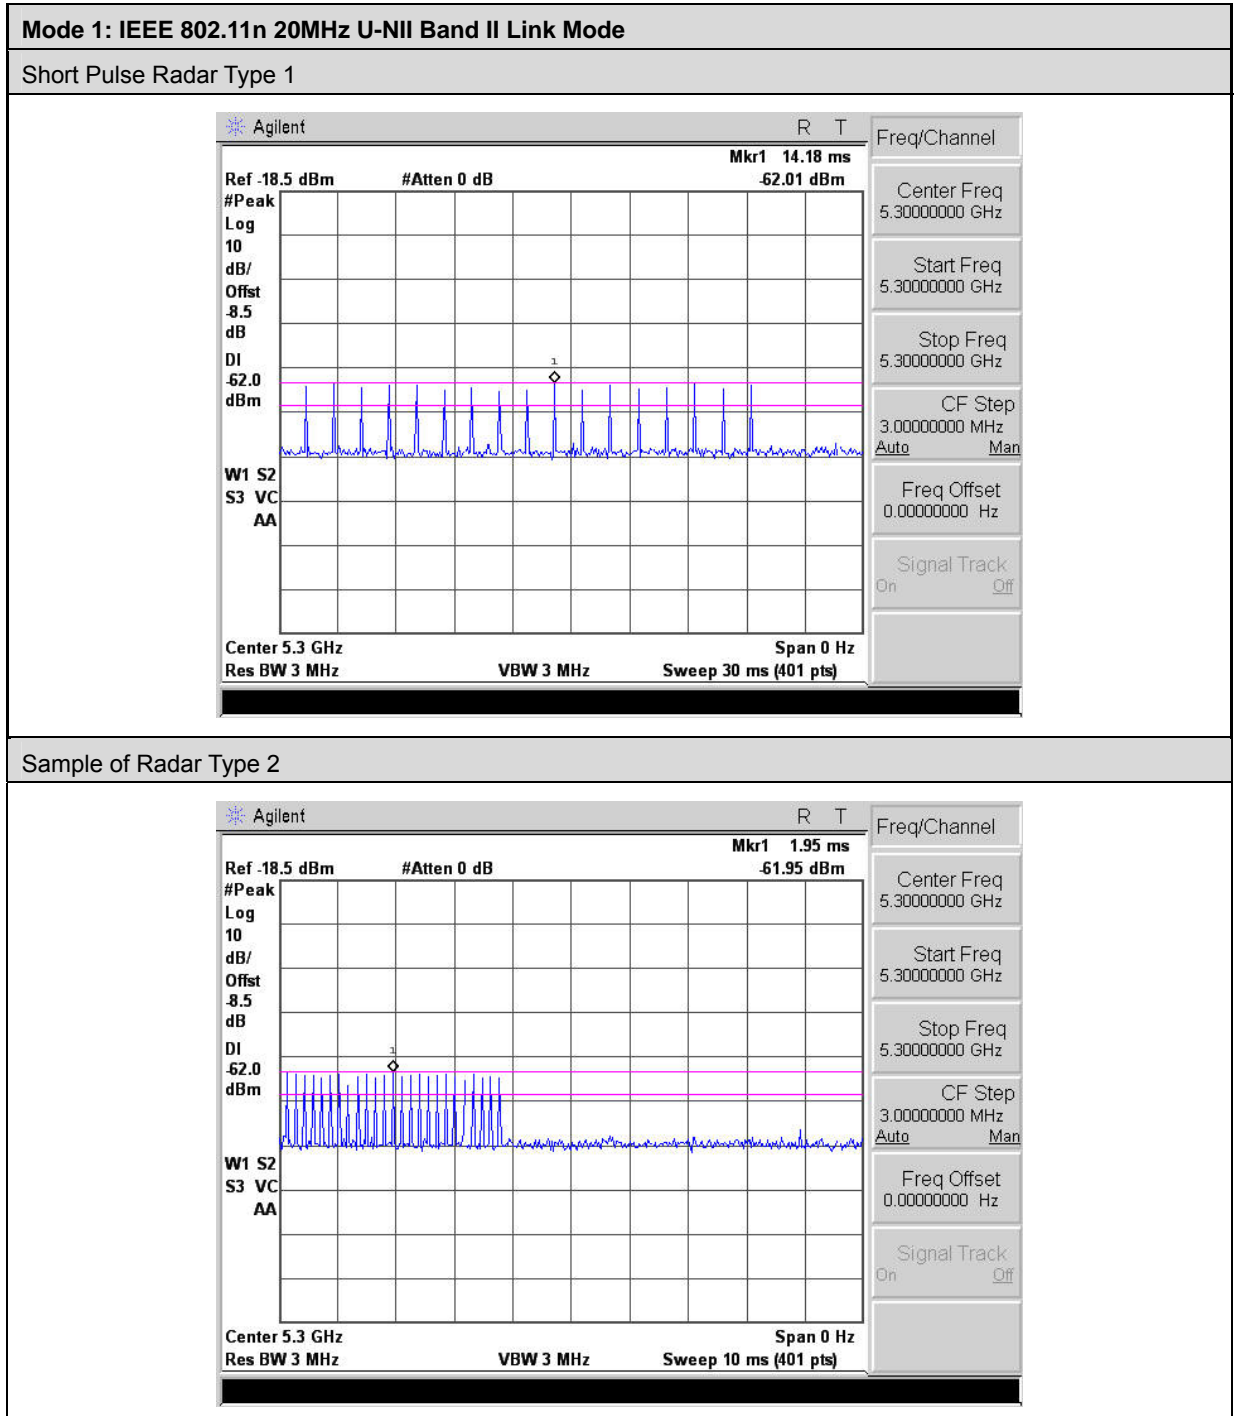 Mode 1: IEEE 802.11n 20MHz U-NII Band II Link Mode
Short Pulse Radar Type 1
Agilent R T
Mkr1 14.18 ms
Ref -18.5 dBm #Atten 0 dB -62.01 dBm
#Peak
Log
10
dB/
Offst
-8.5
dB
DI
-62.0
dBm
1
W1 S2
S3 VC
AA
Center 5.3 GHz Span 0 Hz
Res BW 3 MHz VBW 3 MHz Sweep 30 ms (401 pts)
Freq/Channel
Center Freq
5.30000000 GHz
Start Freq
5.30000000 GHz
Stop Freq
5.30000000 GHz
CF Step
3.00000000 MHz
Auto Man
Freq Offset
0.00000000 Hz
Signal Track
On Off
Sample of Radar Type 2
Agilent R T
Mkr1 1.95 ms
Ref -18.5 dBm #Atten 0 dB -61.95 dBm
#Peak
Log
10
dB/
Offst
-8.5
dB
DI
-62.0
dBm
1
W1 S2
S3 VC
AA
Center 5.3 GHz Span 0 Hz
Res BW 3 MHz VBW 3 MHz Sweep 10 ms (401 pts)
Freq/Channel
Center Freq
5.30000000 GHz
Start Freq
5.30000000 GHz
Stop Freq
5.30000000 GHz
CF Step
3.00000000 MHz
Auto Man
Freq Offset
0.00000000 Hz
Signal Track
On Off